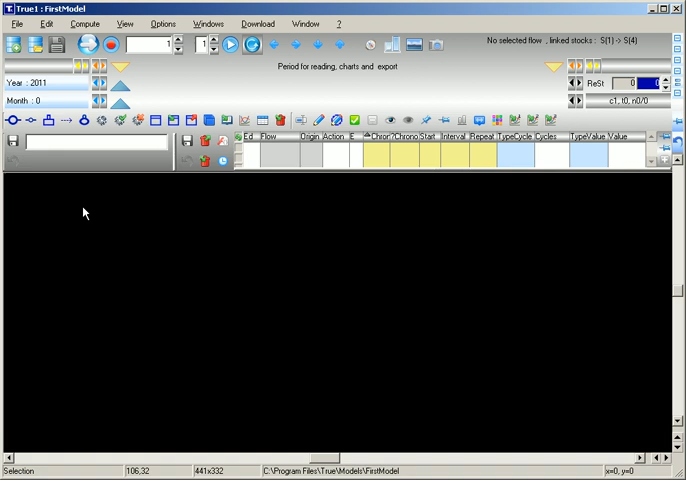 True1 : FirstModel
File Edit Compute View Options Windows Download Window ?
1 1 No selected flow , linked stocks : S(1) -> S(4)
Period for reading, charts and export
Year : 2011 ReSt 0 0
Month : 0 c1, t0, n0/0
Ed Flow Origin Action E Chron ?Chrono Start Interval Repeat TypeCycle Cycles TypeValue Value
Selection 106,32 441x332 C:\Program Files\True\Models\FirstModel x=0, y=0